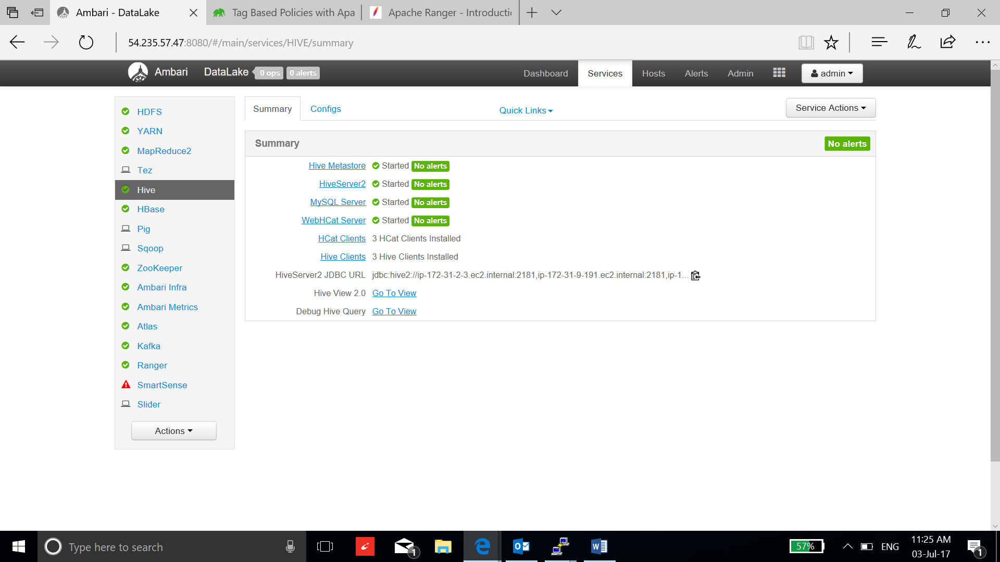 Ambari - DataLake
Tag Based Policies with Apa
Apache Ranger - Introducti
54.235.57.47:8080/#/main/services/HIVE/summary
Ambari DataLake 0 ops 0 alerts Dashboard Services Hosts Alerts Admin admin
HDFS
YARN
MapReduce2
Tez
Hive
HBase
Pig
Sqoop
ZooKeeper
Ambari Infra
Ambari Metrics
Atlas
Kafka
Ranger
SmartSense
Slider
Actions
Summary Configs Quick Links Service Actions
Summary No alerts
Hive Metastore Started No alerts
HiveServer2 Started No alerts
MySQL Server Started No alerts
WebHCat Server Started No alerts
HCat Clients 3 HCat Clients Installed
Hive Clients 3 Hive Clients Installed
HiveServer2 JDBC URL jdbc:hive2://ip-172-31-2-3.ec2.internal:2181,ip-172-31-9-191.ec2.internal:2181,ip-1...
Hive View 2.0 Go To View
Debug Hive Query Go To View
Type here to search
1
57%
ENG
11:25 AM
03-Jul-17
1